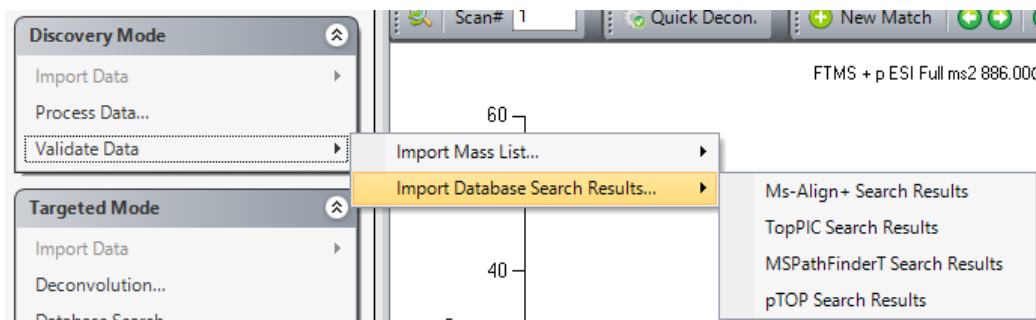 Scan# 1 Quick Decon. New Match
Discovery Mode
Import Data
Process Data...
Validate Data
FTMS + p ESI Full ms2 886.000
60
Import Mass List...
Import Database Search Results...
Ms-Align+ Search Results
TopPIC Search Results
MSPathFinderT Search Results
pTOP Search Results
Targeted Mode
Import Data
Deconvolution...
Database Search
40